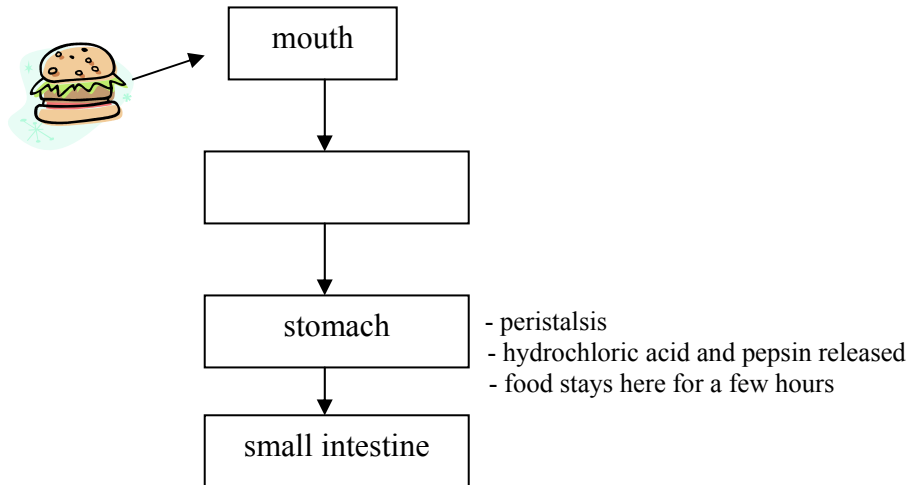 mouth
stomach
- peristalsis
- hydrochloric acid and pepsin released
- food stays here for a few hours
small intestine